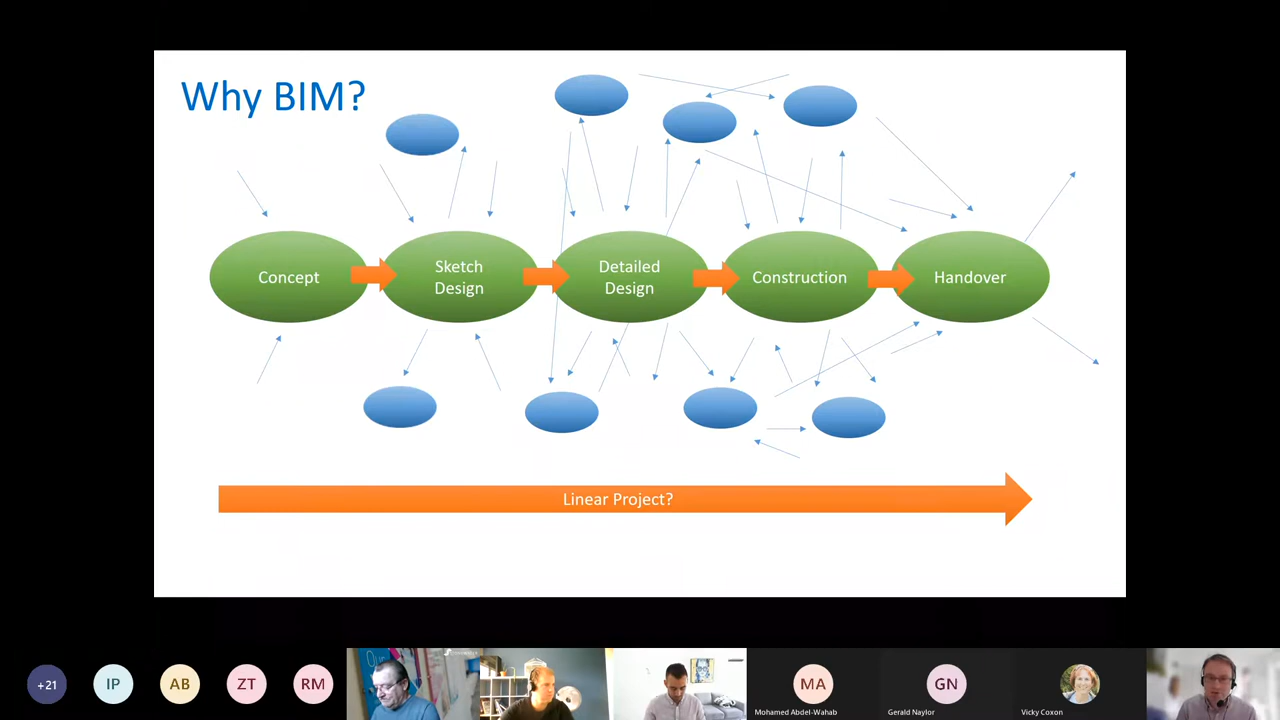 Why BIM?
Concept
Sketch
Design
Detailed
Design
Construction
Handover
Linear Project?
+21
IP
AB
ZT
RM
MA
GN
Mohamed Abdel-Wahab
Gerald Naylor
Vicky Coxon